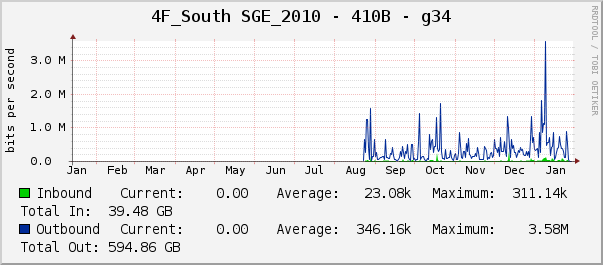 4F_South SGE_2010 - 410B - g34
RRDTOOL / TOBI OETIKER
bits per second
3.0 M
2.0 M
1.0 M
0.0
Jan Feb Mar Apr May Jun Jul Aug Sep Oct Nov Dec Jan
Inbound Current: 0.00 Average: 23.08k Maximum: 311.14k
Total In: 39.48 GB
Outbound Current: 0.00 Average: 346.16k Maximum: 3.58M
Total Out: 594.86 GB